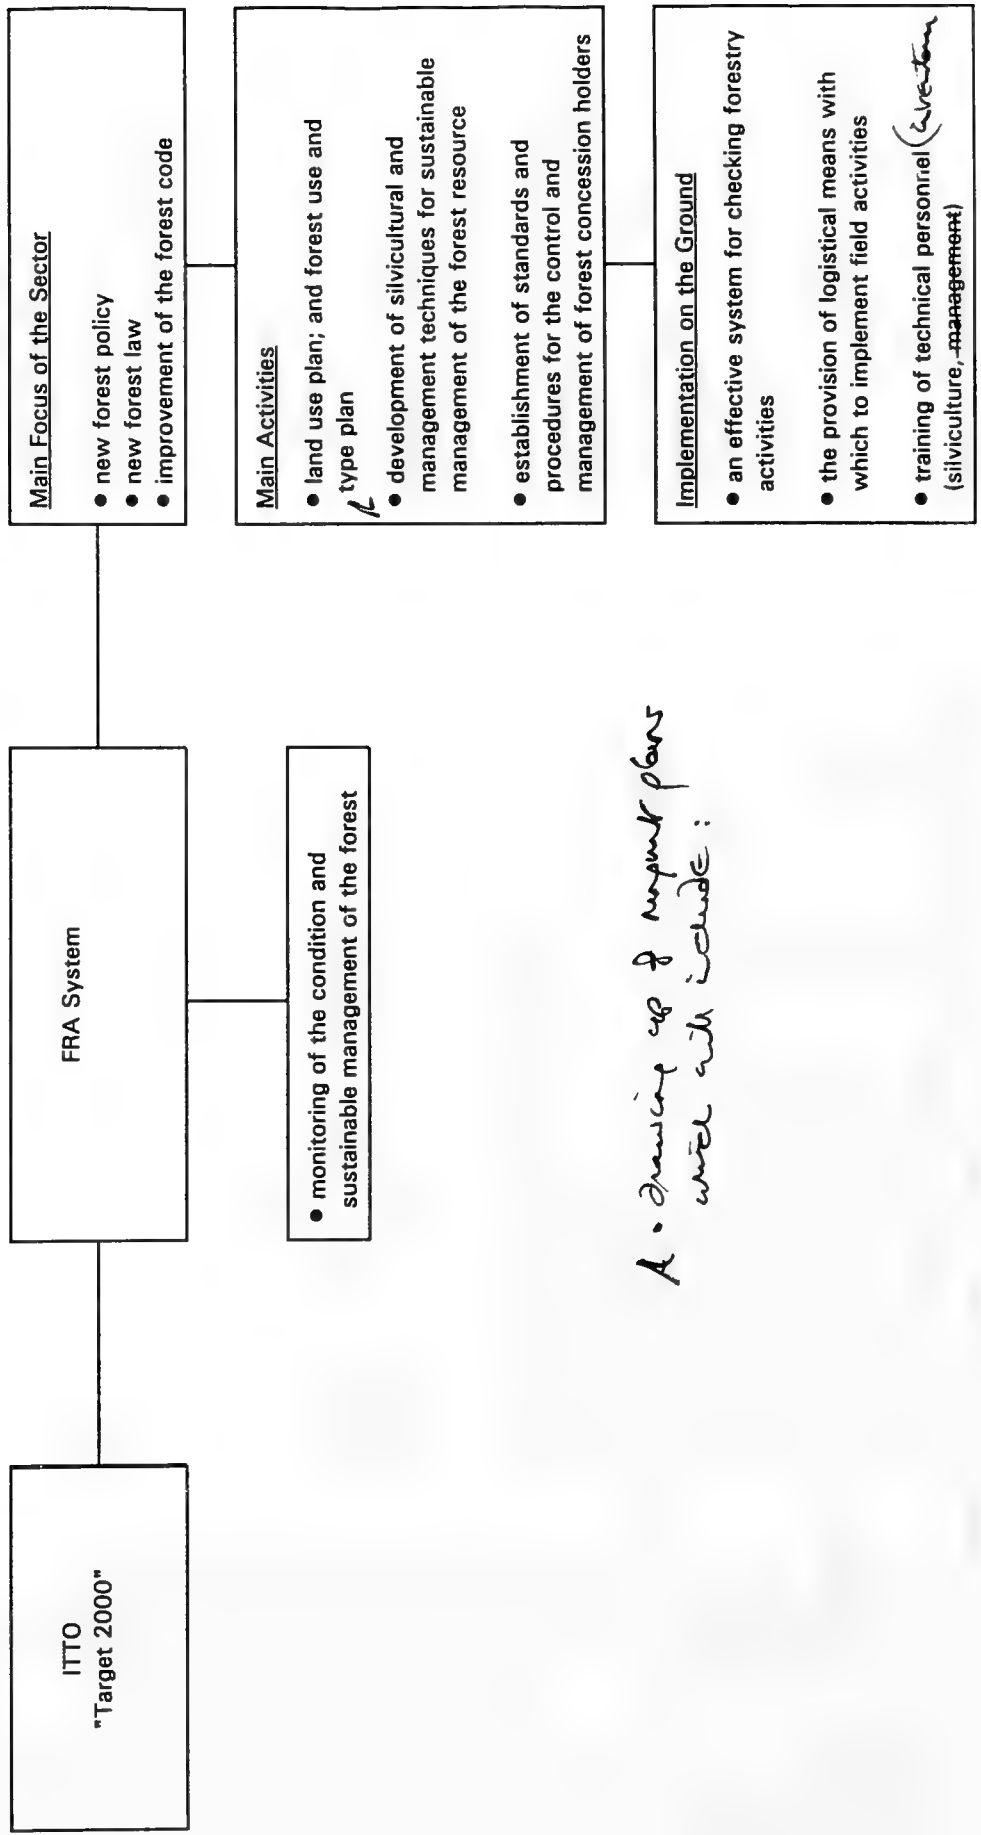 ITTO
"Target 2000"
FRA System
● monitoring of the condition and
sustainable management of the forest
Main Focus of the Sector
● new forest policy
● new forest law
● improvement of the forest code
Main Activities
● land use plan; and forest use and
type plan
● development of silvicultural and
management techniques for sustainable
management of the forest resource
● establishment of standards and
procedures for the control and
management of forest concession holders
Implementation on the Ground
● an effective system for checking forestry
activities
● the provision of logistical means with
which to implement field activities
● training of technical personnel
(silviculture, management)
A • Drawing up of plans
which will include :